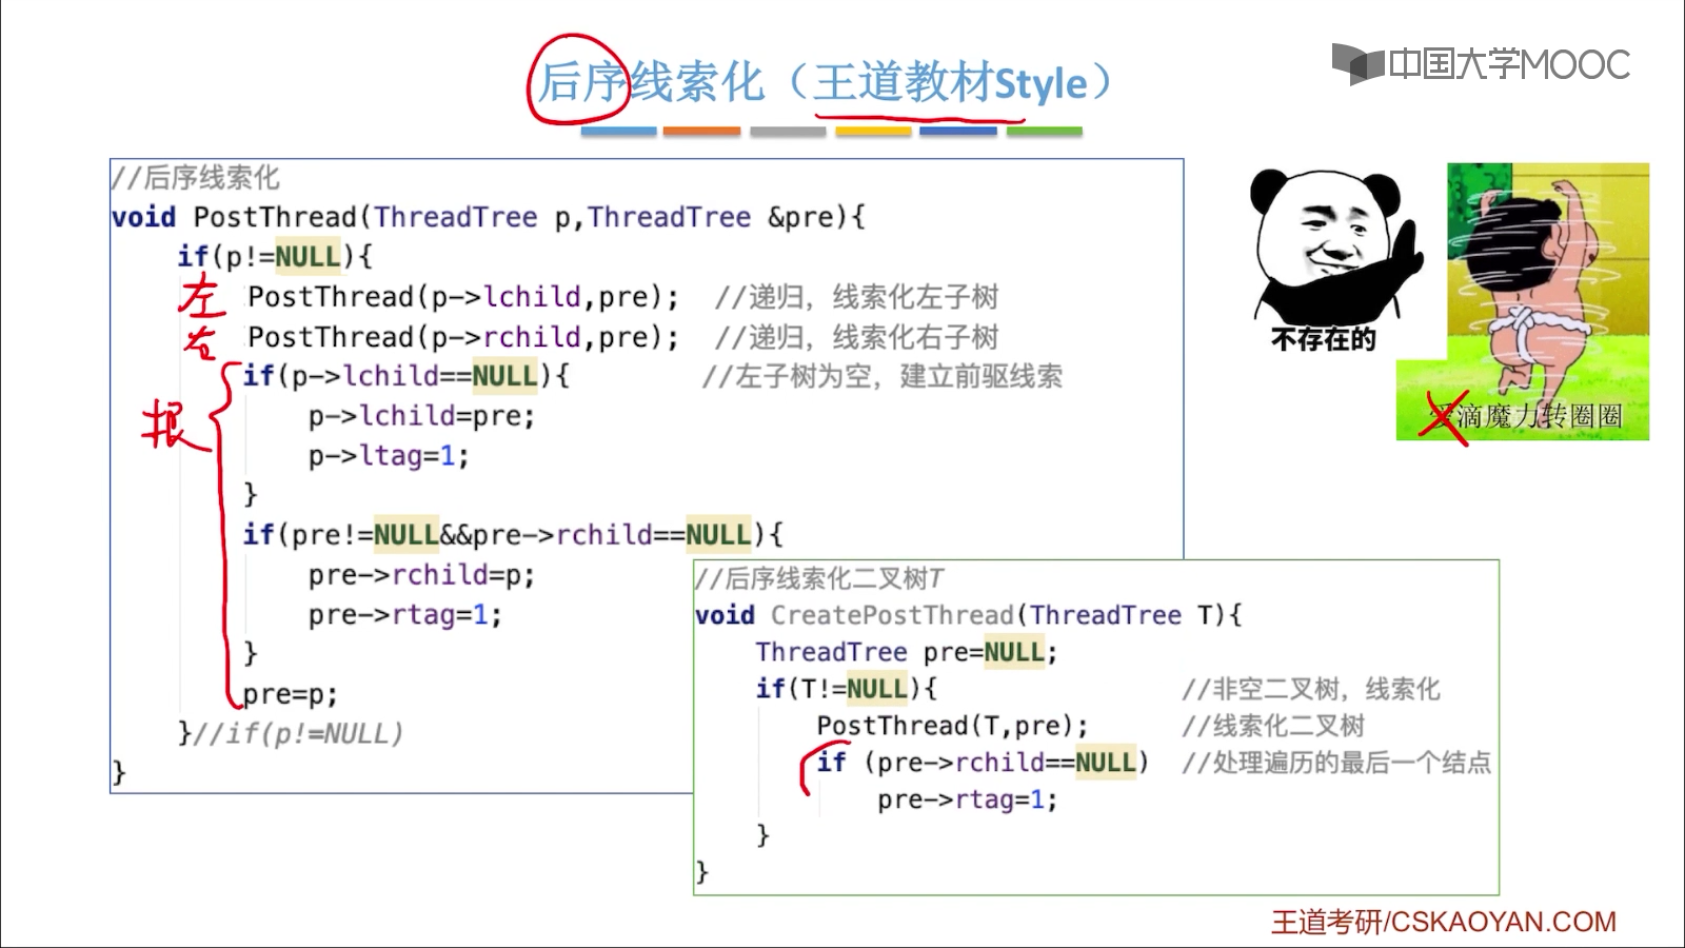 后序线索化（王道教材Style）
中国大学MOOC
//后序线索化
void PostThread(ThreadTree p,ThreadTree &pre){
if(p!=NULL){
左 PostThread(p->lchild,pre); //递归，线索化左子树
右 PostThread(p->rchild,pre); //递归，线索化右子树
if(p->lchild==NULL){ //左子树为空，建立前驱线索
根 p->lchild=pre;
p->ltag=1;
}
if(pre!=NULL&&pre->rchild==NULL){
pre->rchild=p;
pre->rtag=1;
}
pre=p;
}//if(p!=NULL)
}
//后序线索化二叉树T
void CreatePostThread(ThreadTree T){
ThreadTree pre=NULL;
if(T!=NULL){ //非空二叉树，线索化
PostThread(T,pre); //线索化二叉树
if (pre->rchild==NULL) //处理遍历的最后一个结点
pre->rtag=1;
}
}
不存在的
滴魔力转圈圈
王道考研/CSKAOYAN.COM